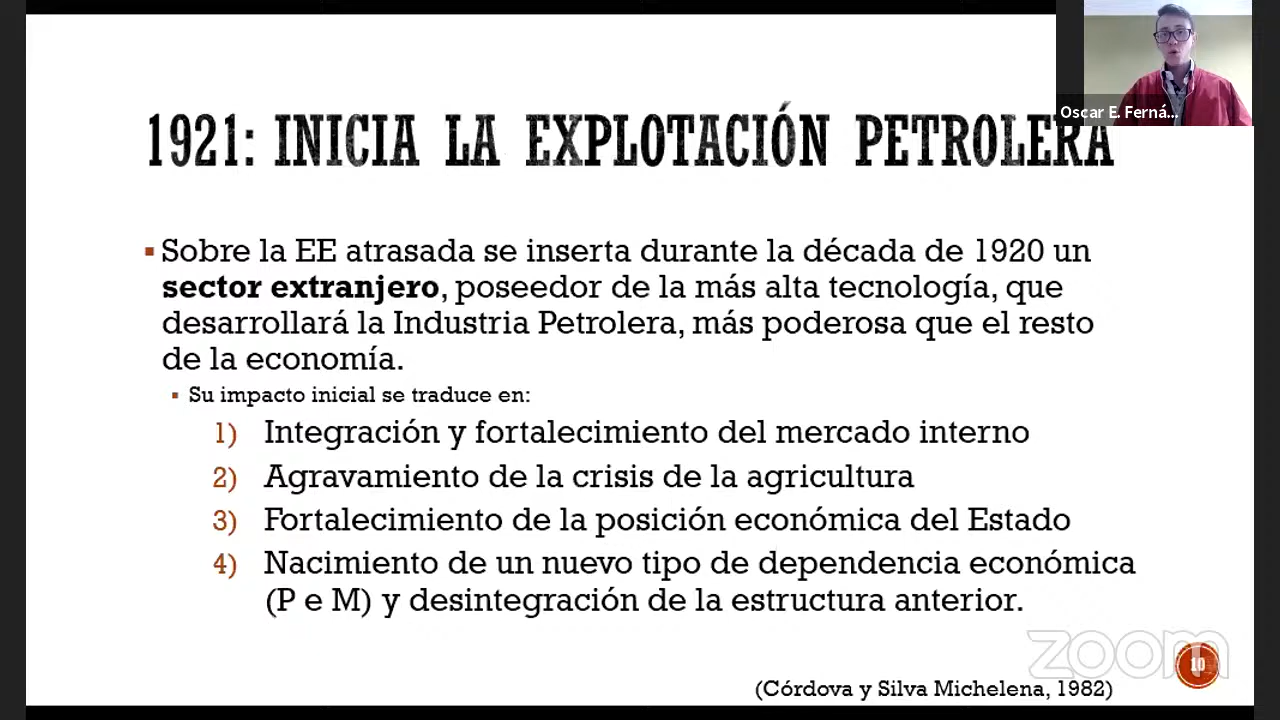 Oscar E. Ferná...
1921: INICIA LA EXPLOTACIÓN PETROLERA
▪ Sobre la EE atrasada se inserta durante la década de 1920 un
sector extranjero, poseedor de la más alta tecnología, que
desarrollará la Industria Petrolera, más poderosa que el resto
de la economía.
▪ Su impacto inicial se traduce en:
1) Integración y fortalecimiento del mercado interno
2) Agravamiento de la crisis de la agricultura
3) Fortalecimiento de la posición económica del Estado
4) Nacimiento de un nuevo tipo de dependencia económica
(P e M) y desintegración de la estructura anterior.
zoom
10
(Córdova y Silva Michelena, 1982)